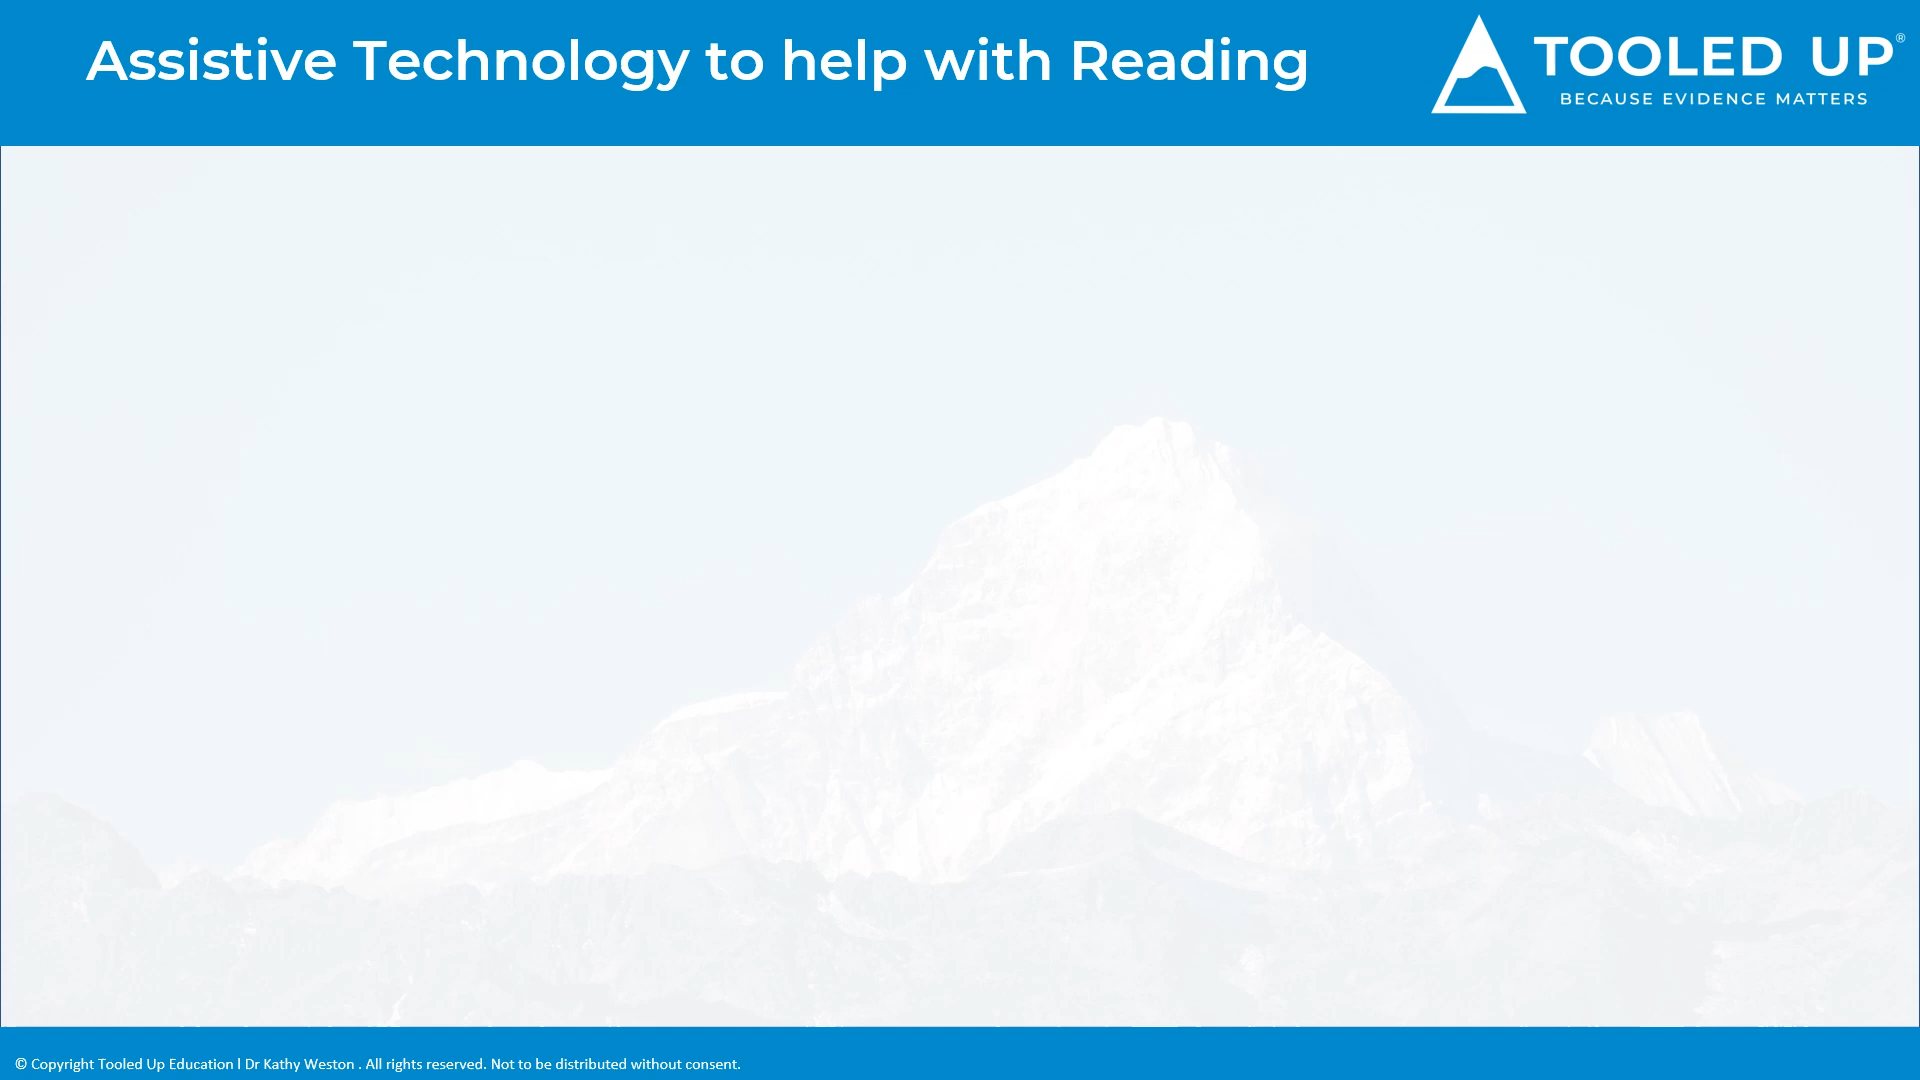 Assistive Technology to help with Reading
TOOLED UP®
BECAUSE EVIDENCE MATTERS
© Copyright Tooled Up Education l Dr Kathy Weston . All rights reserved. Not to be distributed without consent.